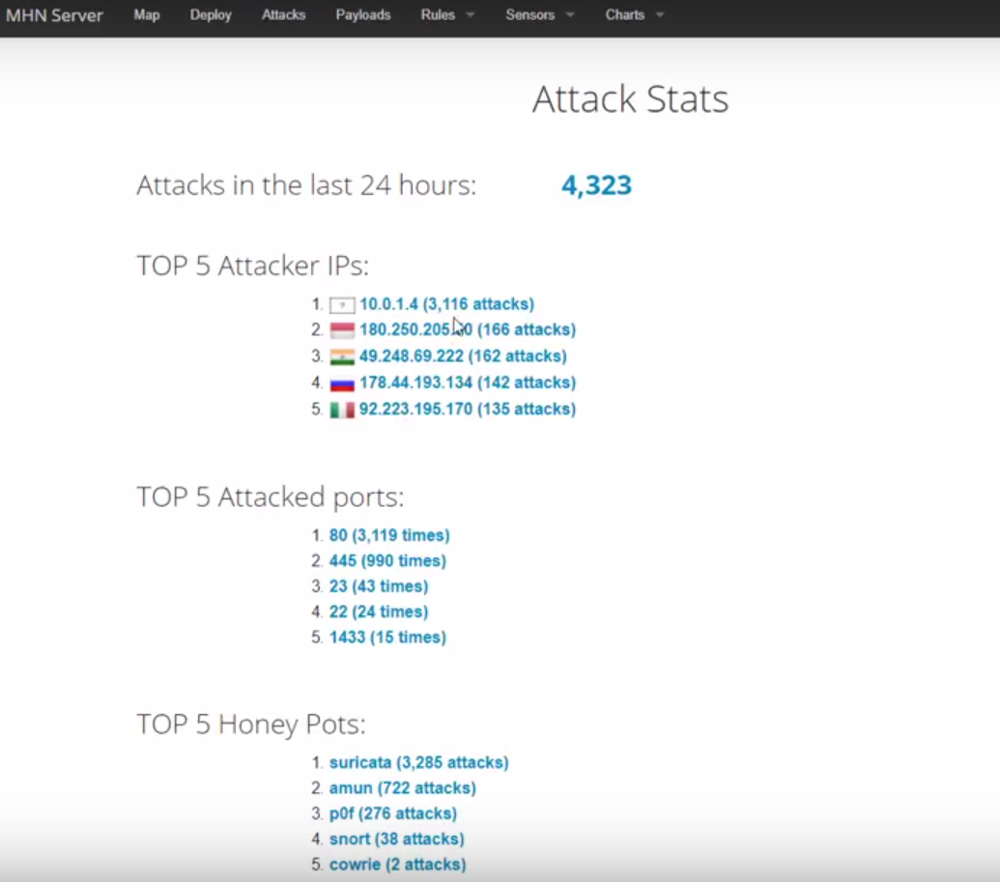 MHN Server Map Deploy Attacks Payloads Rules Sensors Charts
Attack Stats
Attacks in the last 24 hours: 4,323
TOP 5 Attacker IPs:
1. 10.0.1.4 (3,116 attacks)
2. (166 attacks)
3. 49.248.69.222 (162 attacks)
4. 178.44.193.134 (142 attacks)
5. 92.223.195.170 (135 attacks)
TOP 5 Attacked ports:
1. 80 (3,119 times)
2. 445 (990 times)
3. 23 (43 times)
4. 22 (24 times)
5. 1433 (15 times)
TOP 5 Honey Pots:
1. suricata (3,285 attacks)
2. amun (722 attacks)
3. p0f (276 attacks)
4. snort (38 attacks)
5. cowrie (2 attacks)